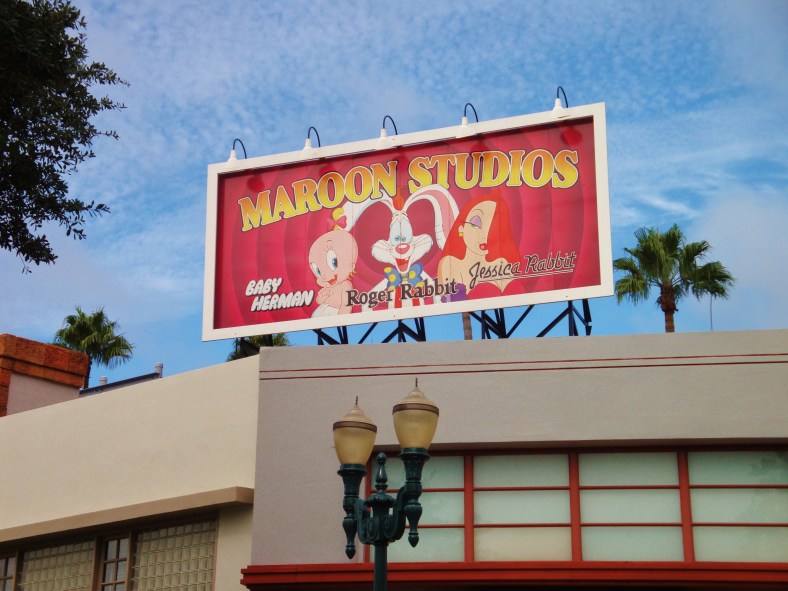 MAROON STUDIOS
BABY
HERMAN
Roger Rabbit
Jessica Rabbit